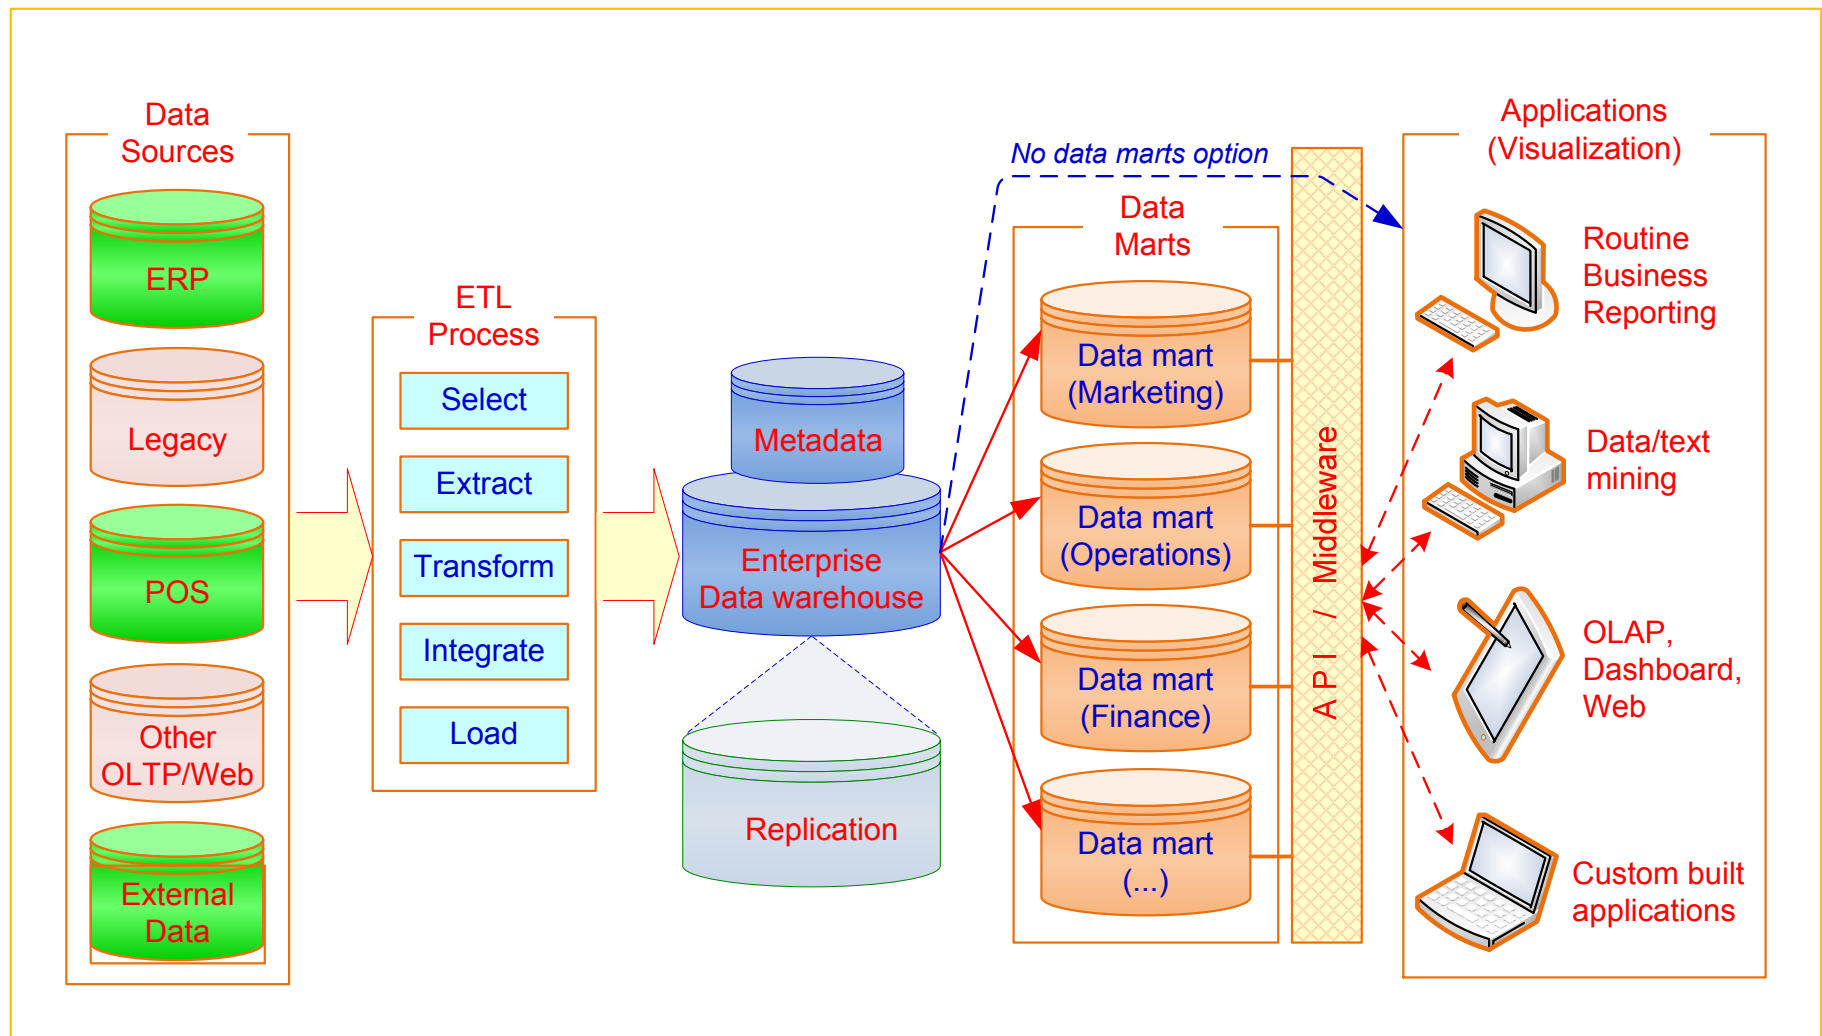 Data
Sources
ERP
Legacy
POS
Other
OLTP/Web
External
Data
ETL
Process
Select
Extract
Transform
Integrate
Load
Metadata
Enterprise
Data warehouse
Replication
No data marts option
Data
Marts
Data mart
(Marketing)
Data mart
(Operations)
Data mart
(Finance)
Data mart
(...)
API / Middleware
Applications
(Visualization)
Routine
Business
Reporting
Data/text
mining
OLAP,
Dashboard,
Web
Custom built
applications